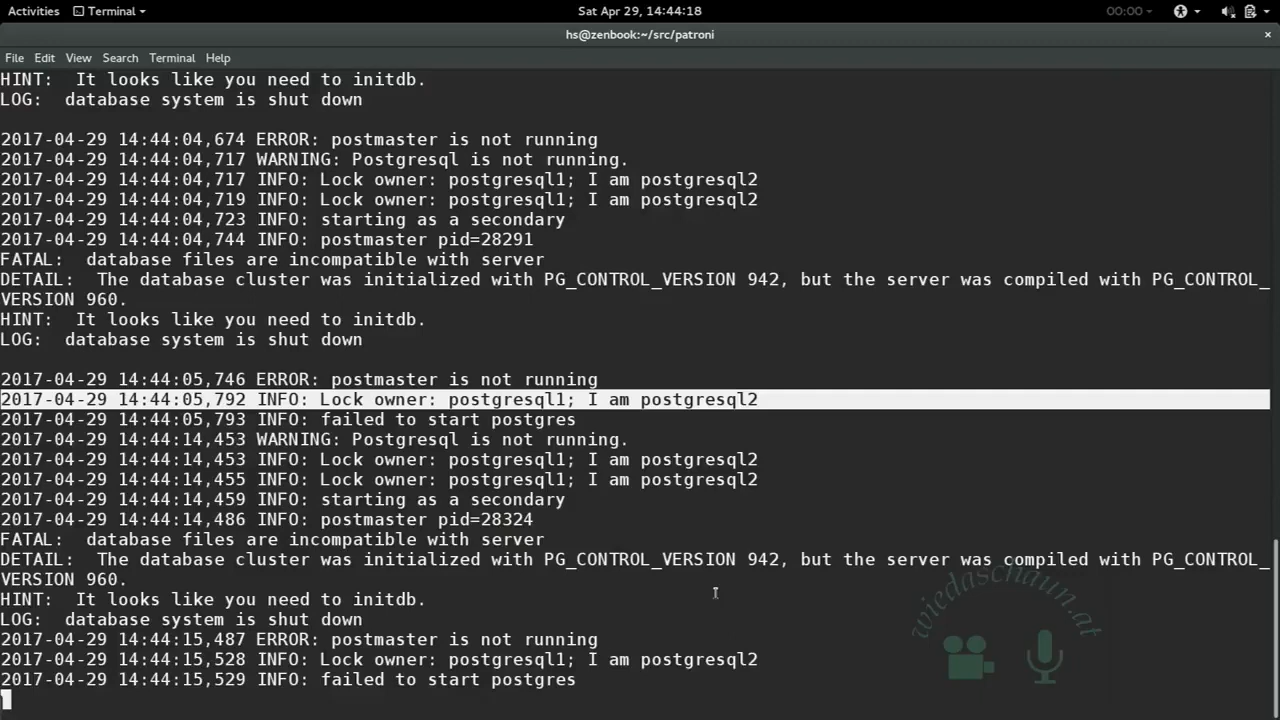 Activities Terminal Sat Apr 29, 14:44:18 00:00
hs@zenbook:~/src/patroni ×
File Edit View Search Terminal Help
HINT:  It looks like you need to initdb.
LOG:  database system is shut down
2017-04-29 14:44:04,674 ERROR: postmaster is not running
2017-04-29 14:44:04,717 WARNING: Postgresql is not running.
2017-04-29 14:44:04,717 INFO: Lock owner: postgresql1; I am postgresql2
2017-04-29 14:44:04,719 INFO: Lock owner: postgresql1; I am postgresql2
2017-04-29 14:44:04,723 INFO: starting as a secondary
2017-04-29 14:44:04,744 INFO: postmaster pid=28291
FATAL:  database files are incompatible with server
DETAIL:  The database cluster was initialized with PG_CONTROL_VERSION 942, but the server was compiled with PG_CONTROL_
VERSION 960.
HINT:  It looks like you need to initdb.
LOG:  database system is shut down
2017-04-29 14:44:05,746 ERROR: postmaster is not running
2017-04-29 14:44:05,792 INFO: Lock owner: postgresql1; I am postgresql2
2017-04-29 14:44:05,793 INFO: failed to start postgres
2017-04-29 14:44:14,453 WARNING: Postgresql is not running.
2017-04-29 14:44:14,453 INFO: Lock owner: postgresql1; I am postgresql2
2017-04-29 14:44:14,455 INFO: Lock owner: postgresql1; I am postgresql2
2017-04-29 14:44:14,459 INFO: starting as a secondary
2017-04-29 14:44:14,486 INFO: postmaster pid=28324
FATAL:  database files are incompatible with server
DETAIL:  The database cluster was initialized with PG_CONTROL_VERSION 942, but the server was compiled with PG_CONTROL_
VERSION 960.
HINT:  It looks like you need to initdb.
LOG:  database system is shut down
2017-04-29 14:44:15,487 ERROR: postmaster is not running
2017-04-29 14:44:15,528 INFO: Lock owner: postgresql1; I am postgresql2
2017-04-29 14:44:15,529 INFO: failed to start postgres
wiedaschaun.at